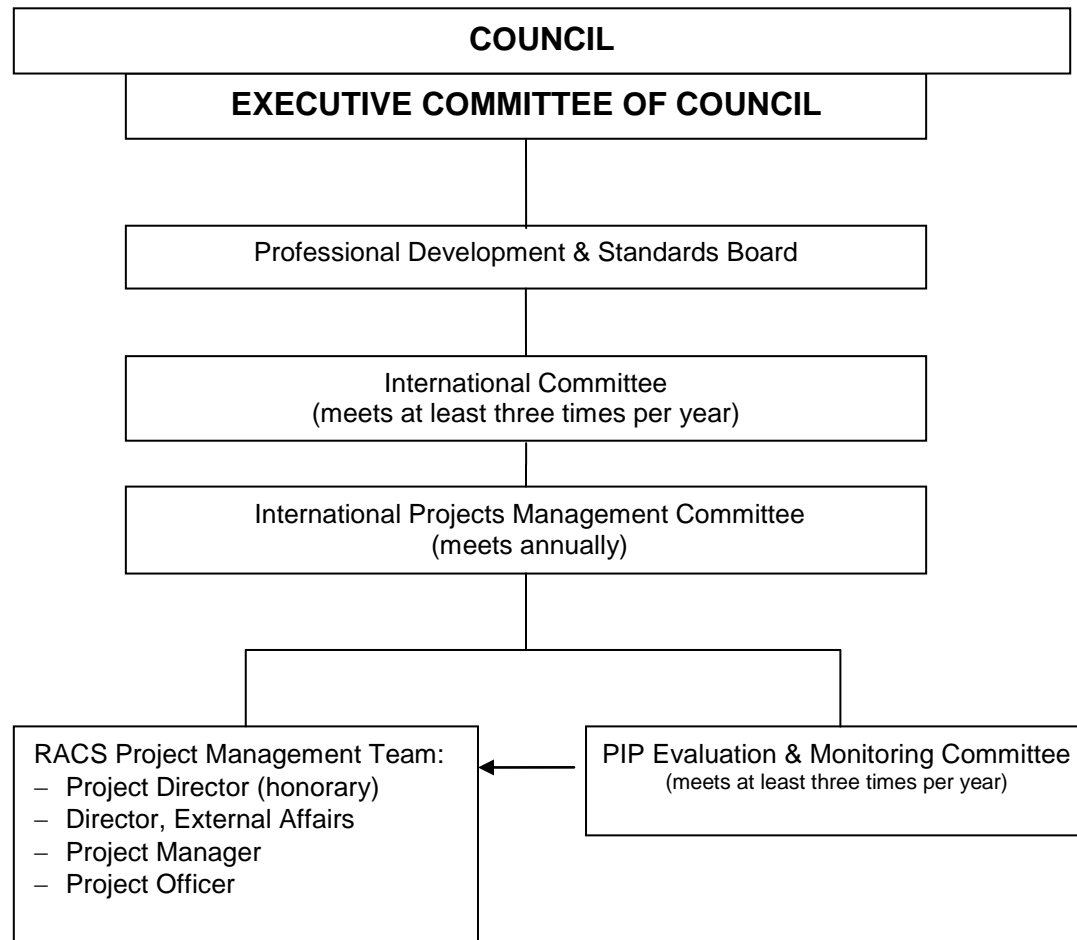 COUNCIL
EXECUTIVE COMMITTEE OF COUNCIL
Professional Development & Standards Board
International Committee
(meets at least three times per year)
International Projects Management Committee
(meets annually)
RACS Project Management Team:
– Project Director (honorary)
– Director, External Affairs
– Project Manager
– Project Officer
PIP Evaluation & Monitoring Committee
(meets at least three times per year)